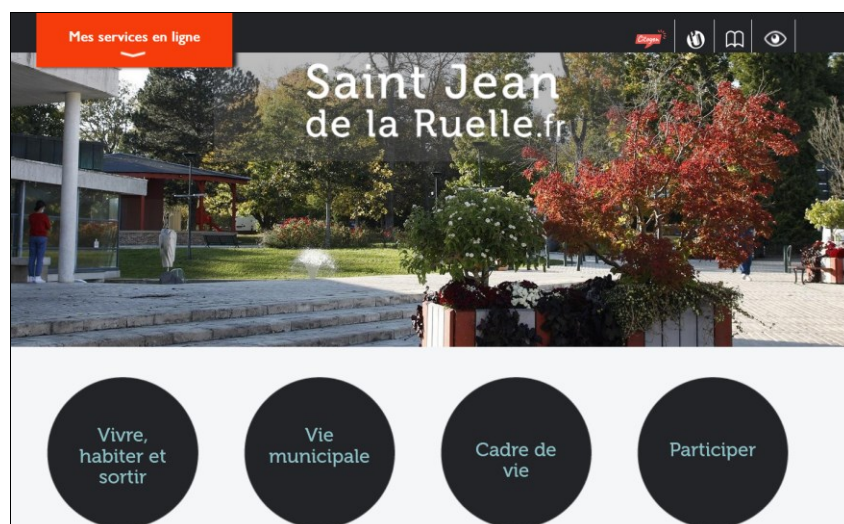 Mes services en ligne
Citoyen
Saint Jean
de la Ruelle.fr
Vivre,
habiter et
sortir
Vie
municipale
Cadre de
vie
Participer